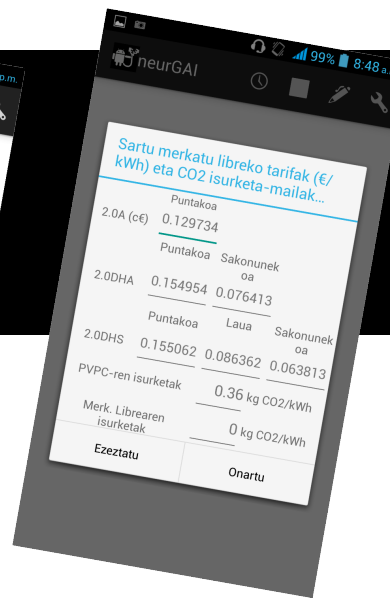 p.m.
99% 8:48 a..
neurGAI
Sartu merkatu libreko tarifak (€/
kWh) eta CO2 isurketa-mailak…
Puntakoa
2.0A (c€) 0.129734
Puntakoa Sakonunek
oa
2.0DHA 0.154954 0.076413
Puntakoa Laua Sakonunek
oa
2.0DHS 0.155062 0.086362 0.063813
PVPC-ren isurketak 0.36 kg CO2/kWh
Merk. Librearen
isurketak 0 kg CO2/kWh
Ezeztatu Onartu